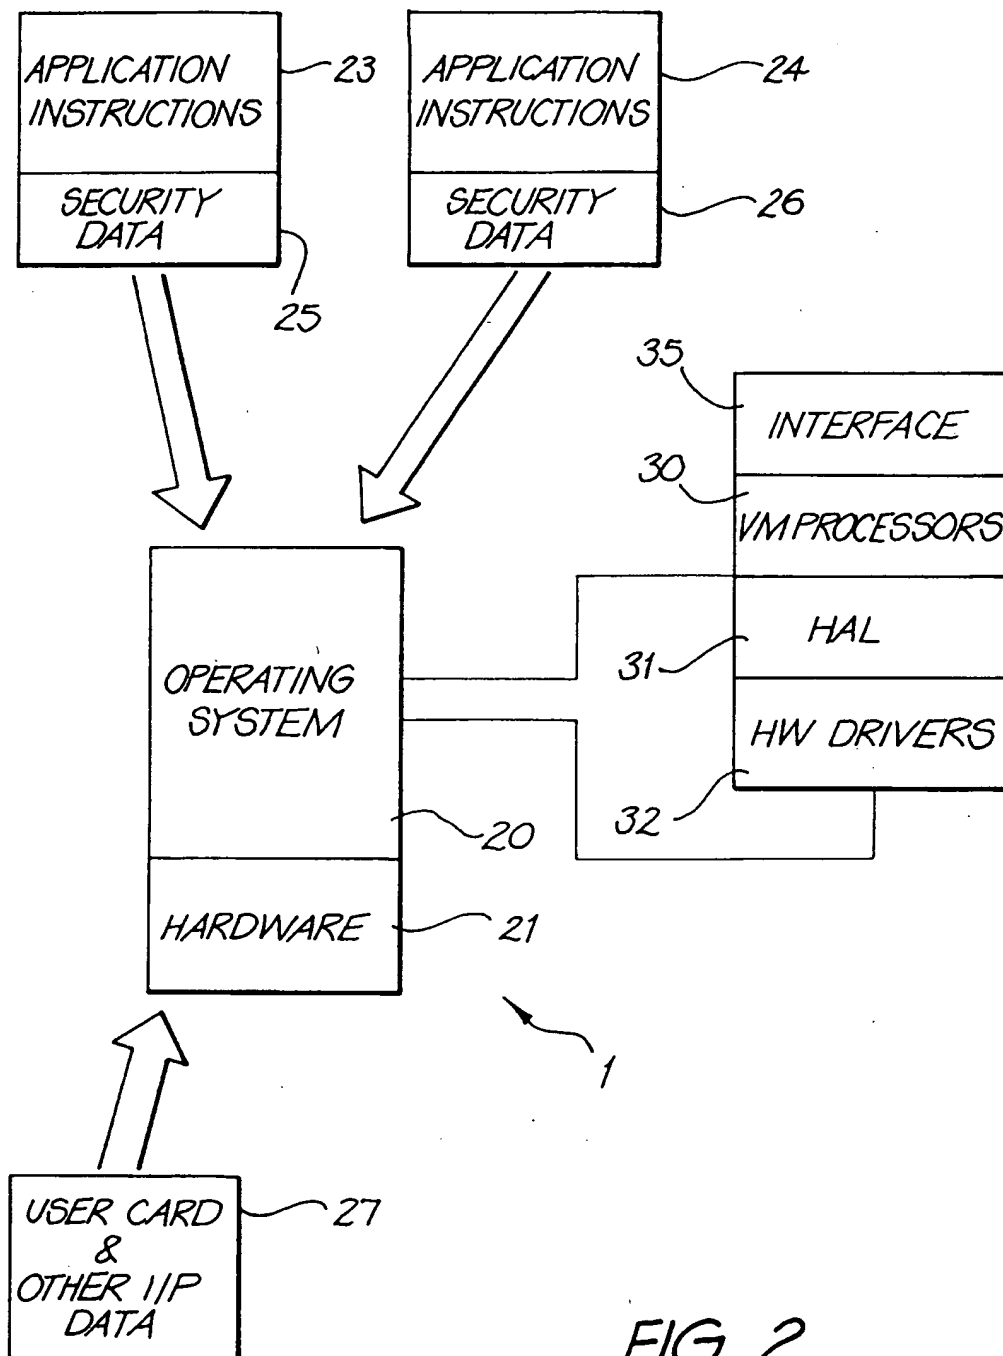 APPLICATION
INSTRUCTIONS
23
SECURITY
DATA
25
APPLICATION
INSTRUCTIONS
24
SECURITY
DATA
26
35
INTERFACE
30
VM PROCESSORS
31
HAL
HW DRIVERS
32
OPERATING
SYSTEM
20
HARDWARE
21
1
USER CARD
&
OTHER I/P
DATA
27
FIG. 2